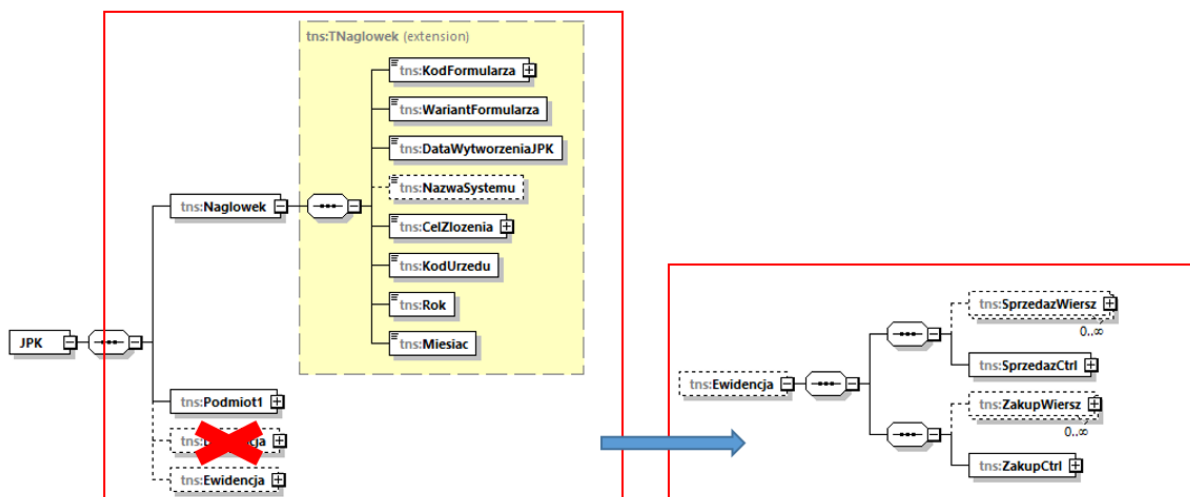 tns:TNaglowek (extension)
tns:KodFormularza
tns:WariantFormularza
tns:DataWytworzeniaJPK
tns:NazwaSystemu
tns:Naglowek
tns:CelZlozenia
tns:KodUrzedu
tns:Rok
tns:Miesiac
JPK
tns:Podmiot1
tns:Ewidencja
tns:SprzedazWiersz
0..∞
tns:SprzedazCtrl
tns:Ewidencja
tns:ZakupWiersz
0..∞
tns:ZakupCtrl